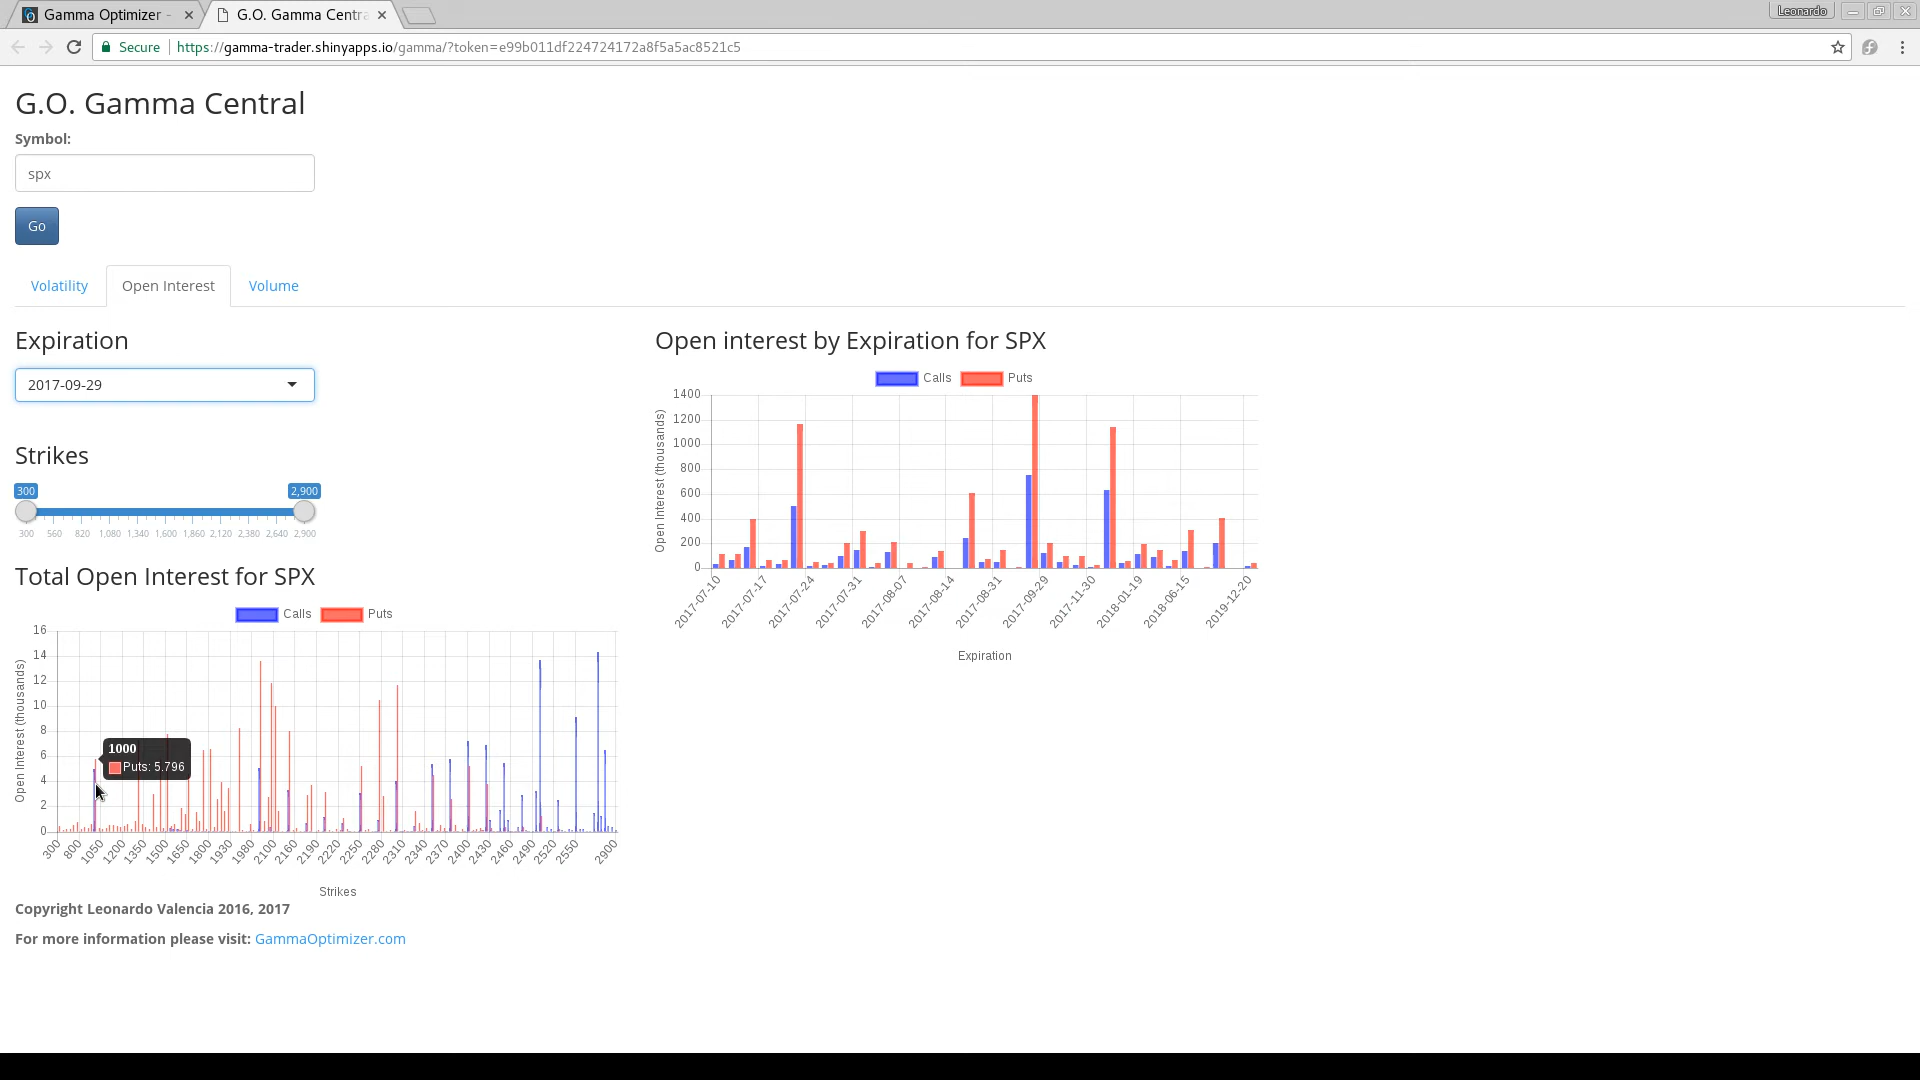 Gamma Optimizer -
G.O. Gamma Centra
Leonardo
Secure
https://gamma-trader.shinyapps.io/gamma/?token=e99b011df224724172a8f5a5ac8521c5
G.O. Gamma Central
Symbol:
spx
Go
Volatility Open Interest Volume
Expiration
2017-09-29
Strikes
300 2,900
300 560 820 1,080 1,340 1,600 1,860 2,120 2,380 2,640 2,900
Total Open Interest for SPX
Calls Puts
Open Interest (thousands)
16
14
12
10
8
6
4
2
0
1000
Puts: 5.796
300 800 1050 1200 1350 1500 1650 1800 1930 1980 2100 2160 2190 2220 2250 2280 2310 2340 2370 2400 2430 2460 2490 2520 2550 2900
Strikes
Open interest by Expiration for SPX
Calls Puts
Open Interest (thousands)
1400
1200
1000
800
600
400
200
0
2017-07-10 2017-07-17 2017-07-24 2017-07-31 2017-08-07 2017-08-14 2017-08-31 2017-09-29 2017-11-30 2018-01-19 2018-06-15 2019-12-20
Expiration
Copyright Leonardo Valencia 2016, 2017
For more information please visit: GammaOptimizer.com